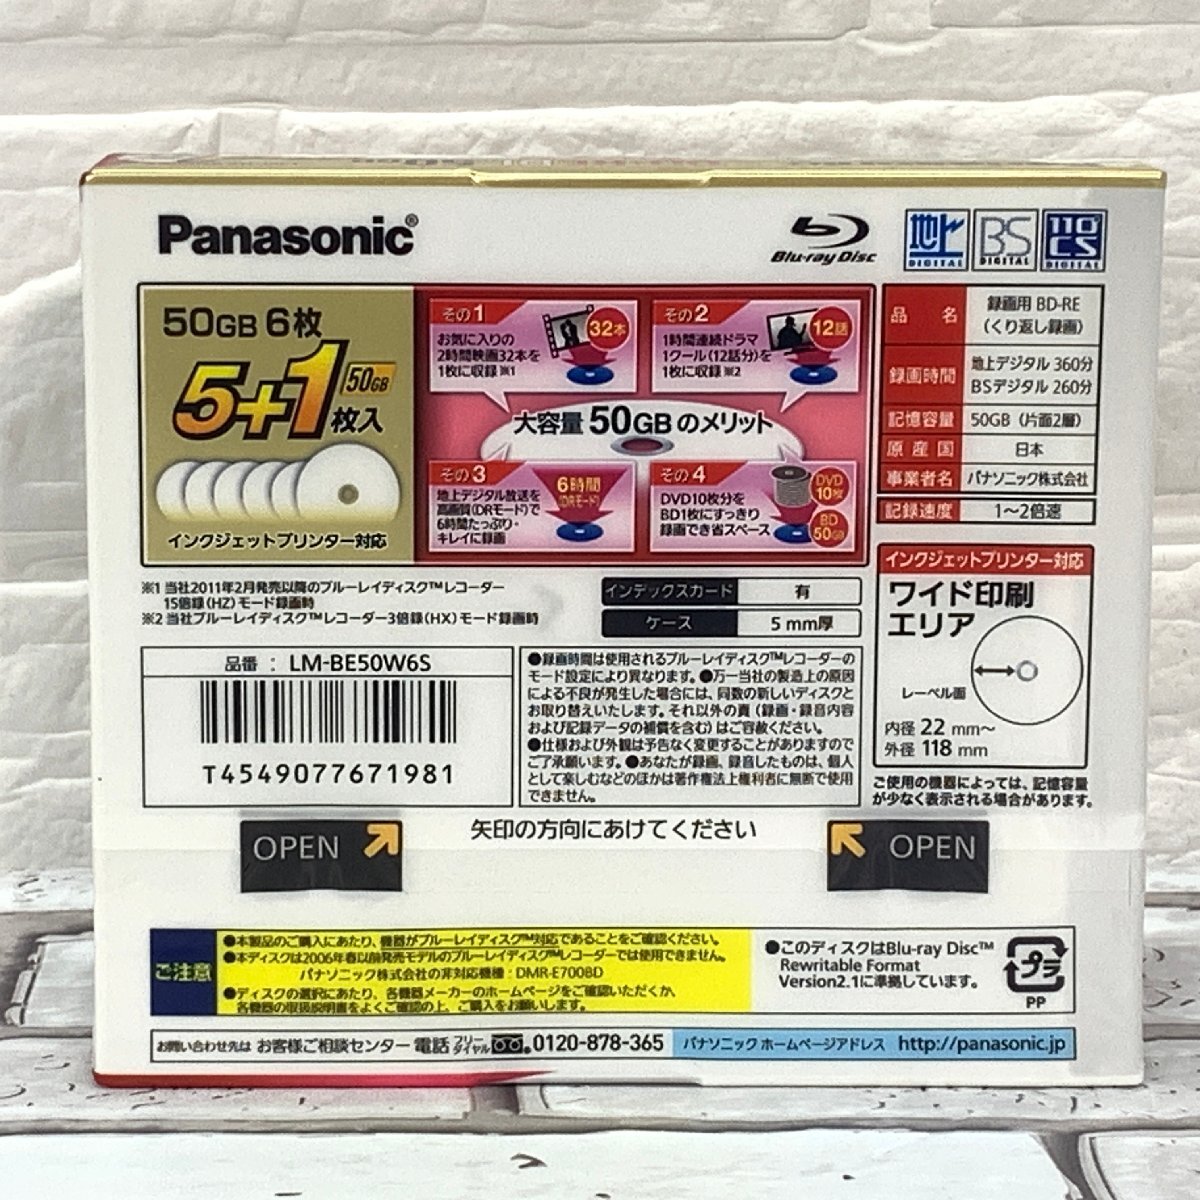 Panasonic®
Blu-ray Disc
地上 DIGITAL
BS DIGITAL
110°CS DIGITAL
50GB 6枚
5+1枚入
50GB
インクジェットプリンター対応
その1
お気に入りの
2時間映画32本を
1枚に収録※1
32本
その2
1時間連続ドラマ
1クール(12話分)を
1枚に収録※2
12話
大容量 50GBのメリット
その3
地上デジタル放送を
高画質(DRモード)で
6時間たっぷり・
キレイに録画
6時間
(DRモード)
その4
DVD10枚分を
BD1枚にすっきり
録画でき省スペース
DVD
10枚
BD
50GB
品名 録画用 BD-RE
(くり返し録画)
録画時間 地上デジタル 360分
BSデジタル 260分
記憶容量 50GB (片面2層)
原産国 日本
事業者名 パナソニック株式会社
記録速度 1〜2倍速
※1 当社2011年2月発売以降のブルーレイディスク™レコーダー
15倍録(HZ)モード録画時
※2 当社ブルーレイディスク™レコーダー3倍録(HX)モード録画時
インデックスカード 有
ケース 5mm厚
インクジェットプリンター対応
ワイド印刷
エリア
レーベル面
内径 22 mm〜
外径 118 mm
ご使用の機器によっては、記憶容量
が少なく表示される場合があります。
品番 : LM-BE50W6S
T4549077671981
●録画時間は使用されるブルーレイディスク™レコーダーの
モード設定により異なります。●万一当社の製造上の原因
による不良が発生した場合には、同数の新しいディスクと
お取り替えいたします。それ以外の責(録画・録音内容
および記録データの補償を含む)はご容赦ください。
●仕様および外観は予告なく変更することがありますので
ご了承願います。●あなたが録画、録音したものは、個人
として楽しむなどのほかは著作権法上権利者に無断で使用
できません。
OPEN
矢印の方向にあけてください
OPEN
ご注意
●本製品のご購入にあたり、機器がブルーレイディスク™対応であることをご確認ください。
●本ディスクは2006年春以前発売モデルのブルーレイディスク™レコーダーでは使用できません。
パナソニック株式会社の非対応機種:DMR-E700BD
●ディスクの選択にあたり、各機器メーカーのホームページをご確認いただくか、
各機器の取扱説明書をよくご確認の上、ご購入をお願いします。
●このディスクはBlu-ray Disc™
Rewritable Format
Version2.1に準拠しています。
プラ
PP
お問い合わせ先は お客様ご相談センター 電話 フリーダイヤル 0120-878-365
パナソニック ホームページアドレス http://panasonic.jp